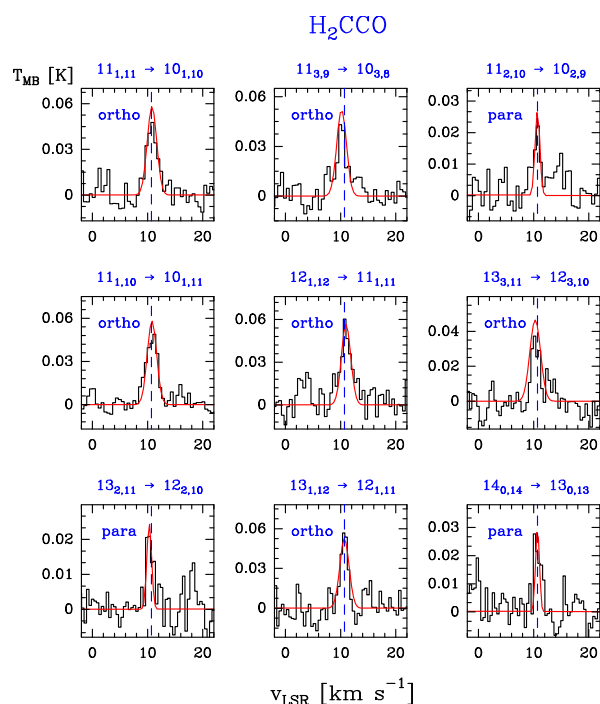 H₂CCO
T_MB [K]
11₁,₁₁ → 10₁,₁₀
11₃,₉ → 10₃,₈
11₂,₁₀ → 10₂,₉
ortho
ortho
para
0.06
0.03
0
0.06
0.03
0
0.03
0.02
0.01
0
0 10 20
0 10 20
0 10 20
11₁,₁₀ → 10₁,₁₁
12₁,₁₂ → 11₁,₁₁
13₃,₁₁ → 12₃,₁₀
ortho
ortho
ortho
0.06
0.03
0
0.06
0.03
0
0.04
0.02
0
0 10 20
0 10 20
0 10 20
13₂,₁₁ → 12₂,₁₀
13₁,₁₂ → 12₁,₁₁
14₀,₁₄ → 13₀,₁₃
para
ortho
para
0.02
0.01
0
0.06
0.03
0
0.03
0.02
0.01
0
0 10 20
0 10 20
0 10 20
v_LSR [km s⁻¹]